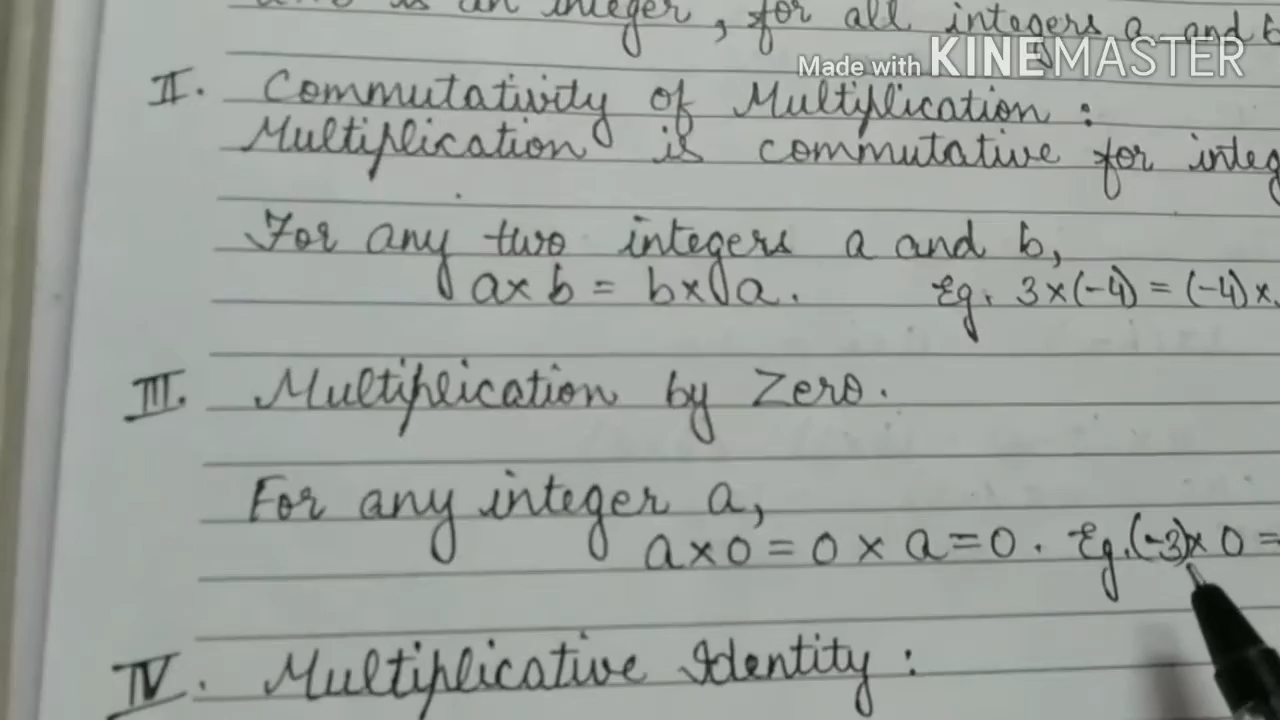 is an integer, for all integers a and b
Made with KINEMASTER
II. Commutativity of Multiplication :
Multiplication is commutative for integ
For any two integers a and b,
a x b = b x a. Eg. 3 x (-4) = (-4) x
III. Multiplication by Zero.
For any integer a,
a x 0 = 0 x a = 0. Eg. (-3) x 0 =
IV. Multiplicative Identity :